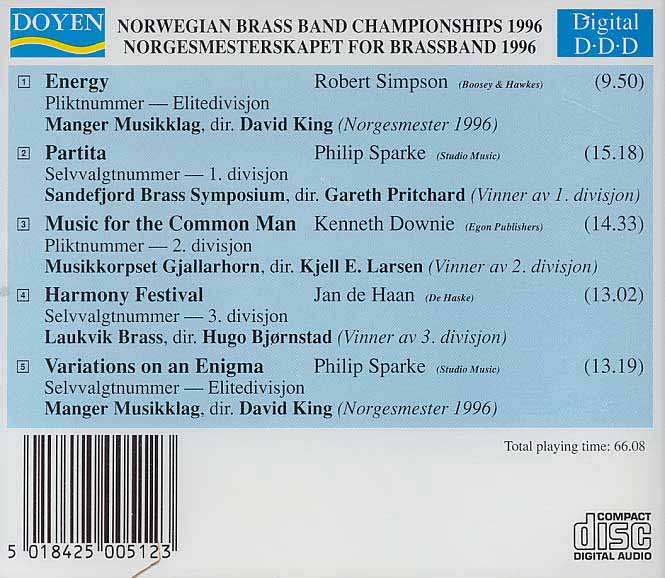 DOYEN
NORWEGIAN BRASS BAND CHAMPIONSHIPS 1996
NORGESMESTERSKAPET FOR BRASSBAND 1996
Digital
D·D·D
1 Energy Robert Simpson (Boosey & Hawkes) (9.50)
Pliktnummer — Elitedivisjon
Manger Musikklag, dir. David King (Norgesmester 1996)
2 Partita Philip Sparke (Studio Music) (15.18)
Selvvalgtnummer — 1. divisjon
Sandefjord Brass Symposium, dir. Gareth Pritchard (Vinner av 1. divisjon)
3 Music for the Common Man Kenneth Downie (Egon Publishers) (14.33)
Pliktnummer — 2. divisjon
Musikkorpset Gjallarhorn, dir. Kjell E. Larsen (Vinner av 2. divisjon)
4 Harmony Festival Jan de Haan (De Haske) (13.02)
Selvvalgtnummer — 3. divisjon
Laukvik Brass, dir. Hugo Bjørnstad (Vinner av 3. divisjon)
5 Variations on an Enigma Philip Sparke (Studio Music) (13.19)
Selvvalgtnummer — Elitedivisjon
Manger Musikklag, dir. David King (Norgesmester 1996)
Total playing time: 66.08
5 018425 005123
COMPACT
disc
DIGITAL AUDIO